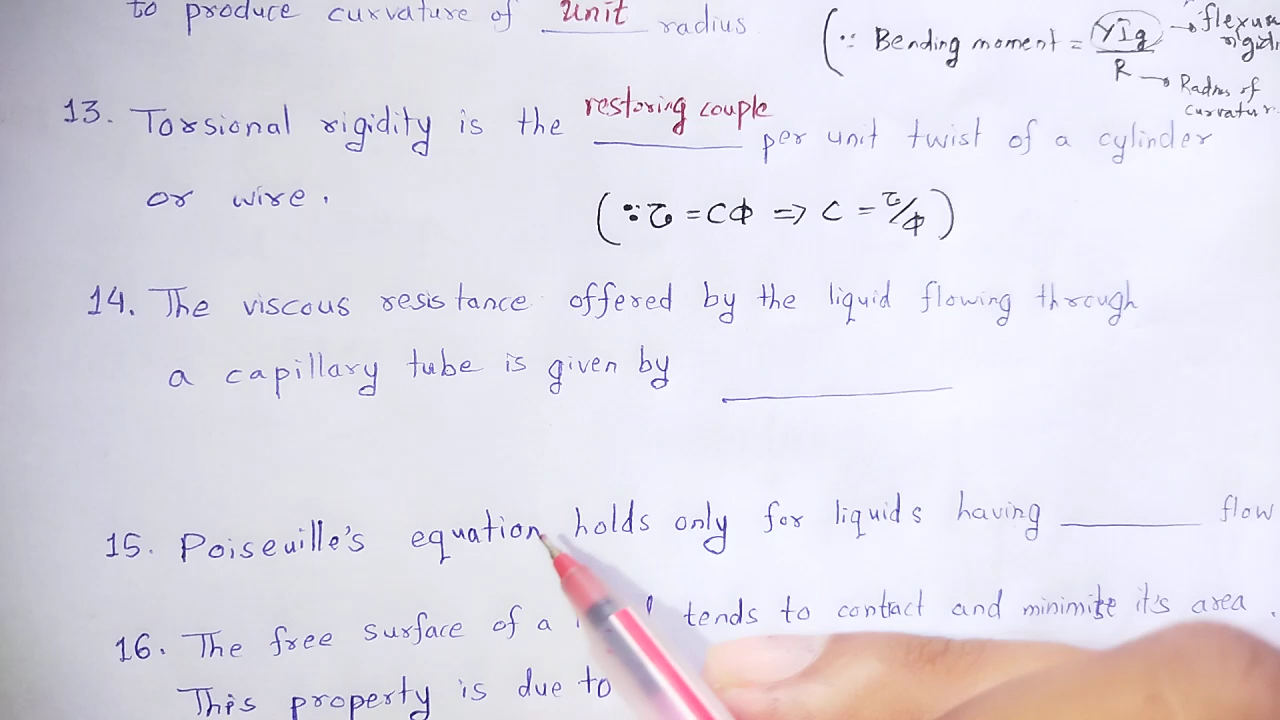 to produce curvature of unit radius
(∵ Bending moment = YIg/R
→ Radius of
13. Torsional rigidity is the restoring couple per unit twist of a cylinder
or wire.
(∵ τ = Cϕ => C = τ/ϕ)
14. The viscous resistance offered by the liquid flowing through
a capillary tube is given by ________
15. Poiseuille's equation holds only for liquids having ________ flow
16. The free surface of a tends to contact and minimize it's area.
This property is due to